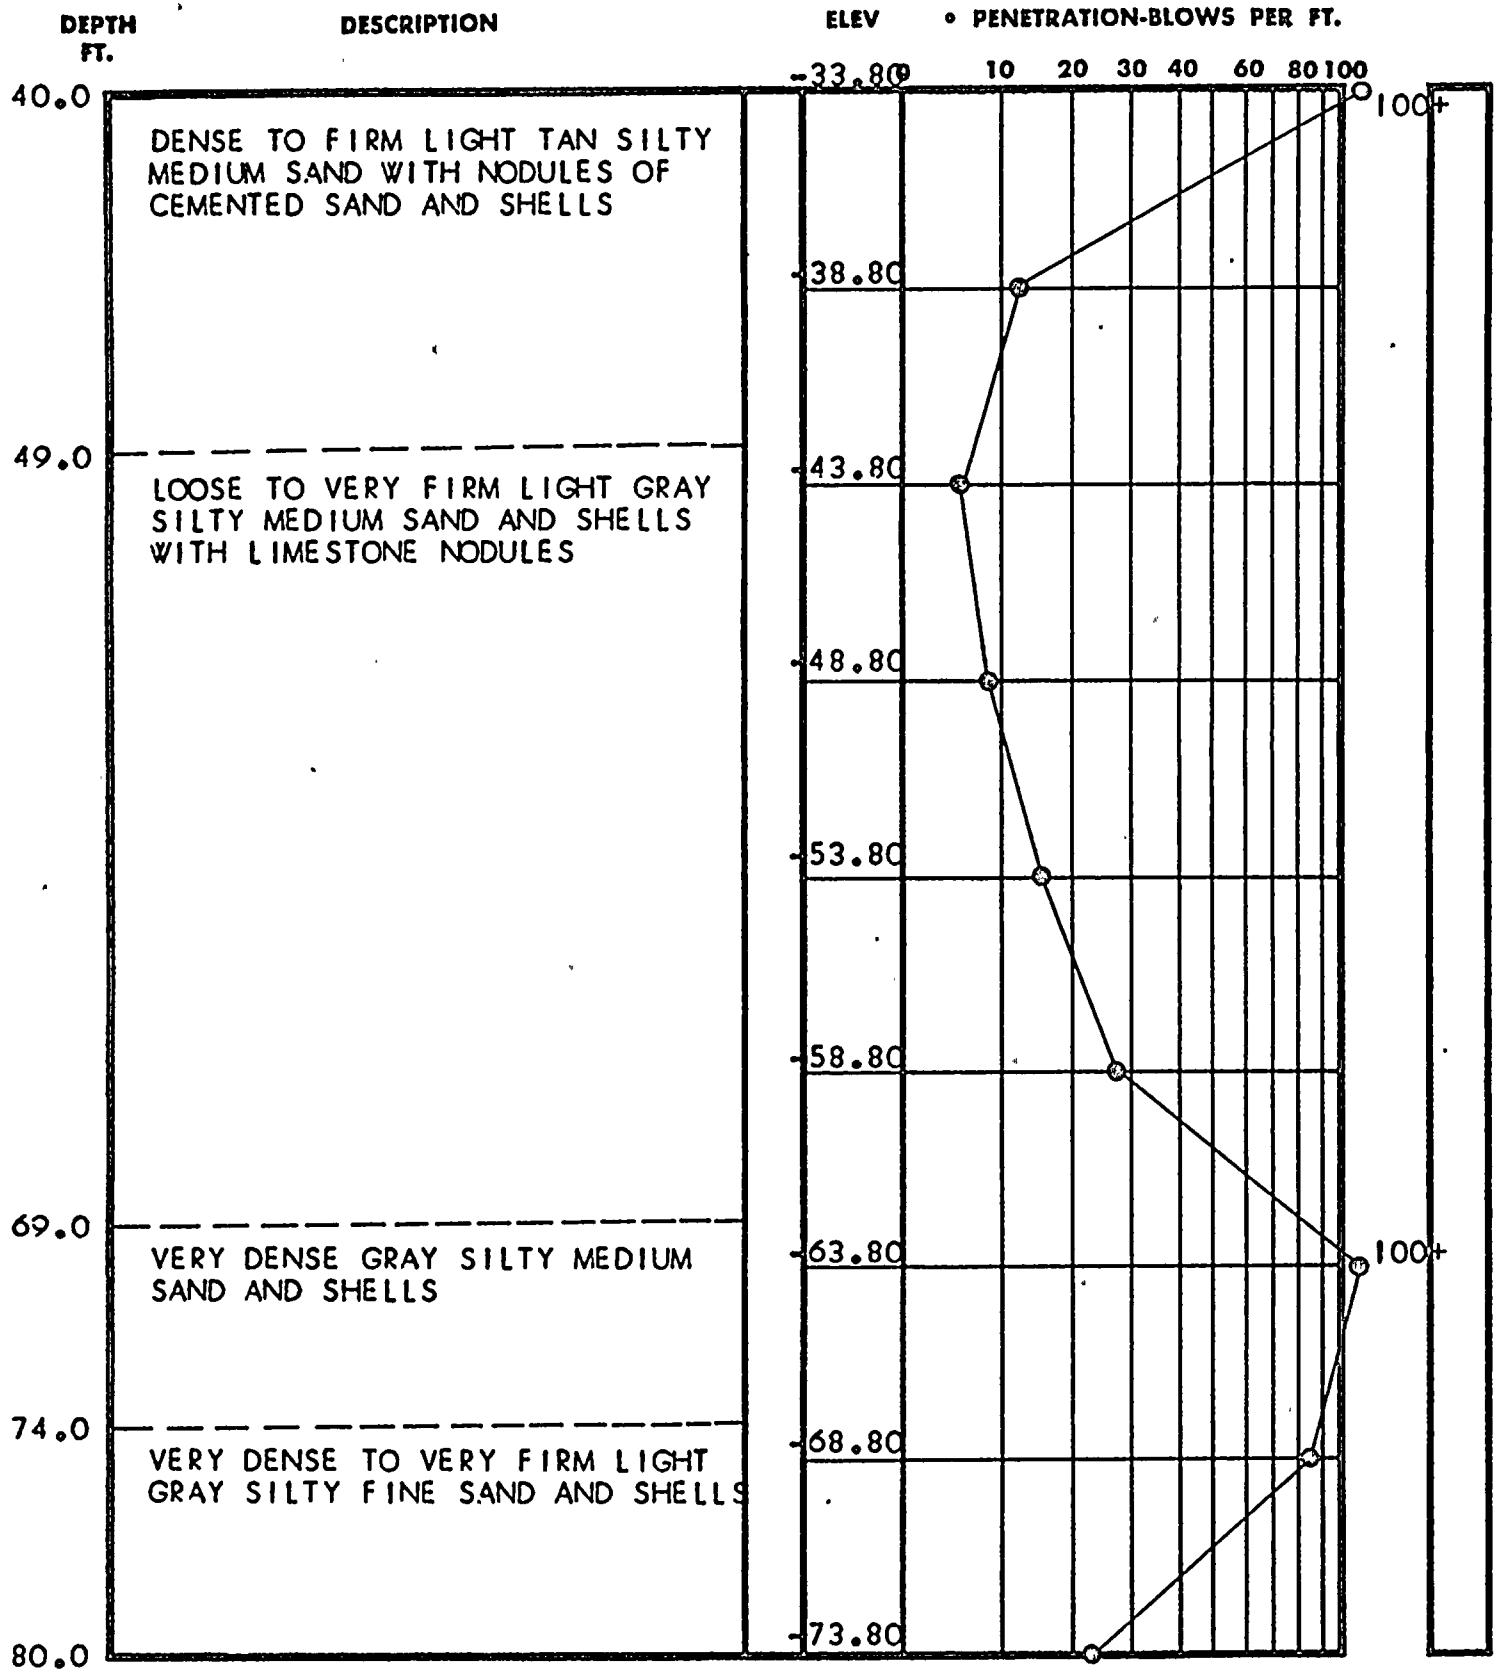 DEPTH FT. DESCRIPTION ELEV PENETRATION-BLOWS PER FT.
-33.80 0 10 20 30 40 60 80 100
40.0
100+
DENSE TO FIRM LIGHT TAN SILTY
MEDIUM SAND WITH NODULES OF
CEMENTED SAND AND SHELLS
-38.80
49.0
-43.80
LOOSE TO VERY FIRM LIGHT GRAY
SILTY MEDIUM SAND AND SHELLS
WITH LIMESTONE NODULES
-48.80
-53.80
-58.80
69.0
VERY DENSE GRAY SILTY MEDIUM
SAND AND SHELLS
-63.80
100+
74.0
-68.80
VERY DENSE TO VERY FIRM LIGHT
GRAY SILTY FINE SAND AND SHELLS
-73.80
80.0